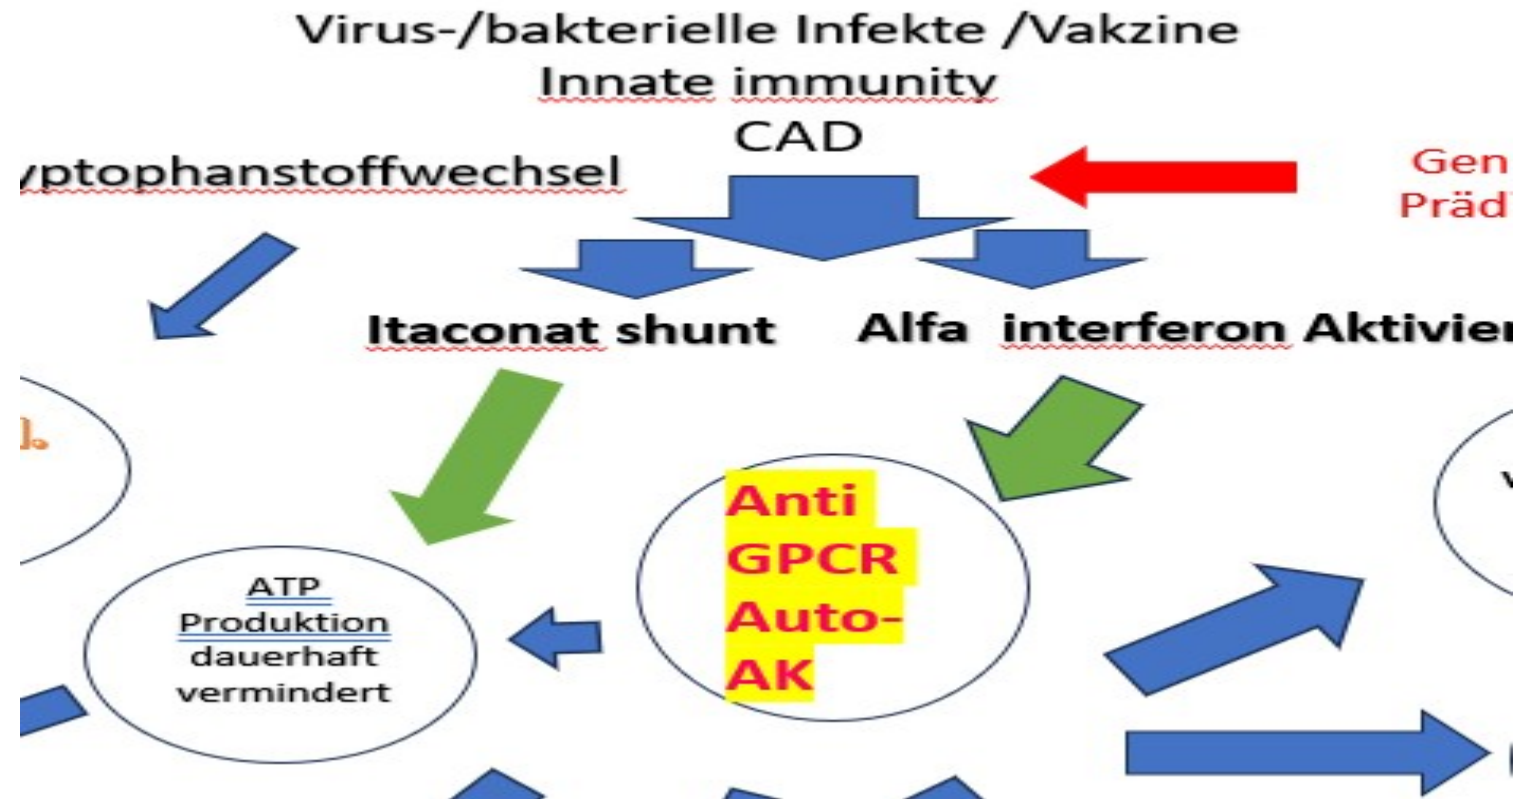 Virus-/bakterielle Infekte /Vakzine
Innate immunity
CAD
yptophanstoffwechsel
Gen
Präd
Itaconat shunt
Alfa interferon Aktivier
Anti
GPCR
Auto-
AK
ATP
Produktion
dauerhaft
vermindert